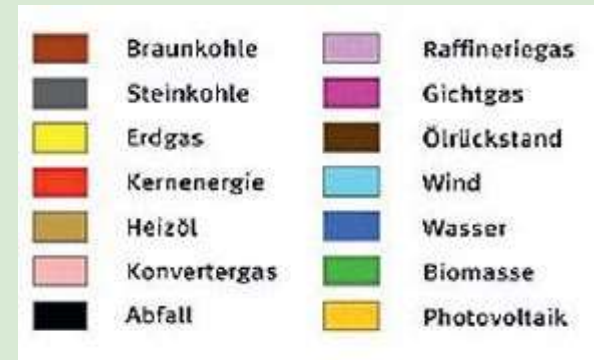 Braunkohle
Steinkohle
Erdgas
Kernenergie
Heizöl
Konvertergas
Abfall
Raffineriegas
Gichtgas
Ölrückstand
Wind
Wasser
Biomasse
Photovoltaik